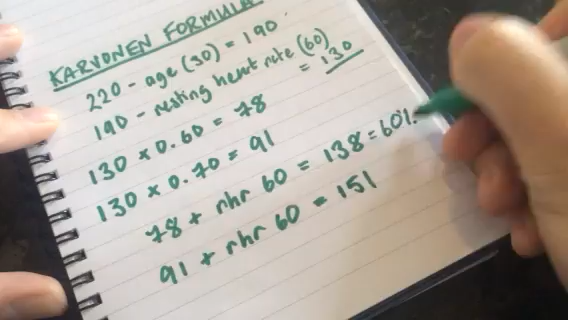 KARVONEN FORMULA
220 - age (30) = 190
190 - resting heart rate (60)
= 130
130 x 0.60 = 78
130 x 0.70 = 91
78 + rhr 60 = 138 = 60%
91 + rhr 60 = 151